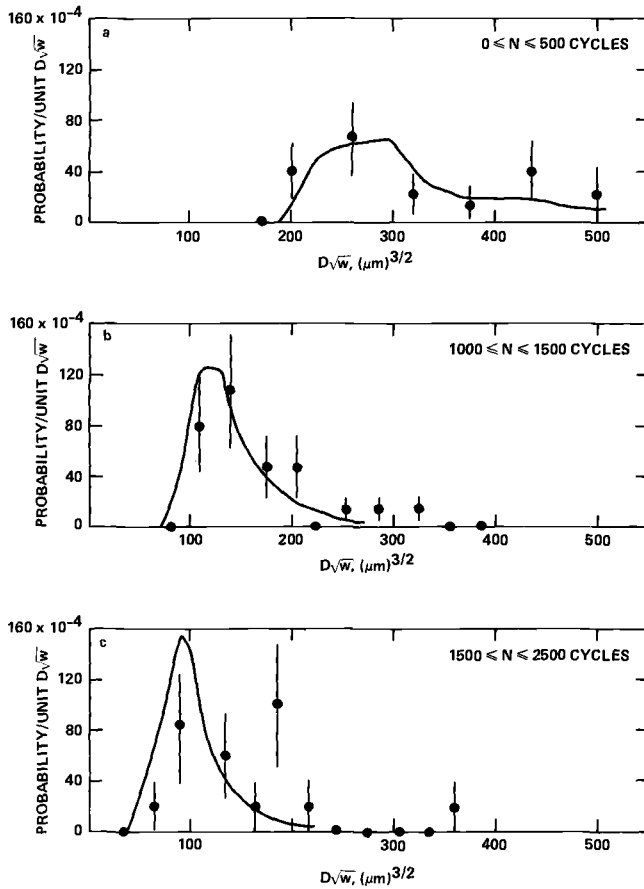 a
0 ⩽ N ⩽ 500 CYCLES
PROBABILITY/UNIT D√w
160 x 10⁻⁴
120
80
40
0
100 200 300 400 500
D√w, (μm)³/²
b
1000 ⩽ N ⩽ 1500 CYCLES
PROBABILITY/UNIT D√w
160 x 10⁻⁴
120
80
40
0
100 200 300 400 500
D√w, (μm)³/²
c
1500 ⩽ N ⩽ 2500 CYCLES
PROBABILITY/UNIT D√w
160 x 10⁻⁴
120
80
40
0
100 200 300 400 500
D√w, (μm)³/²